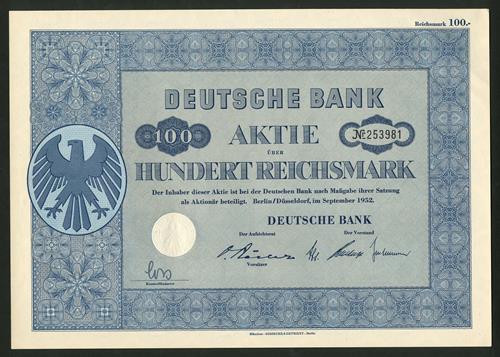 Reichsmark 100.-
DEUTSCHE BANK
100 AKTIE № 253981
ÜBER
HUNDERT REICHSMARK
Der Inhaber dieser Aktie ist bei der Deutschen Bank nach Maßgabe ihrer Satzung
als Aktionär beteiligt. Berlin/Düsseldorf, im September 1952.
DEUTSCHE BANK
Der Aufsichtsrat Der Vorstand
Vorsitzer
Kontrollbeamter